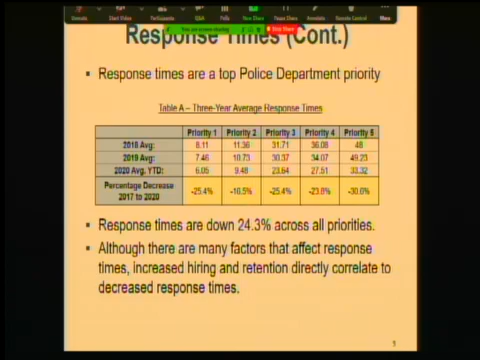 Response Times (Cont.)
• Response times are a top Police Department priority
Table A – Three-Year Average Response Times
Priority 1 Priority 2 Priority 3 Priority 4 Priority 5
2018 Avg: 8.11 11.36 31.71 36.08 48
2019 Avg: 7.46 10.73 30.37 34.07 49.23
2020 Avg. YTD: 6.05 9.48 23.64 27.51 33.32
Percentage Decrease
2017 to 2020 -25.4% -16.5% -25.4% -23.8% -30.6%
• Response times are down 24.3% across all priorities.
• Although there are many factors that affect response
times, increased hiring and retention directly correlate to
decreased response times.